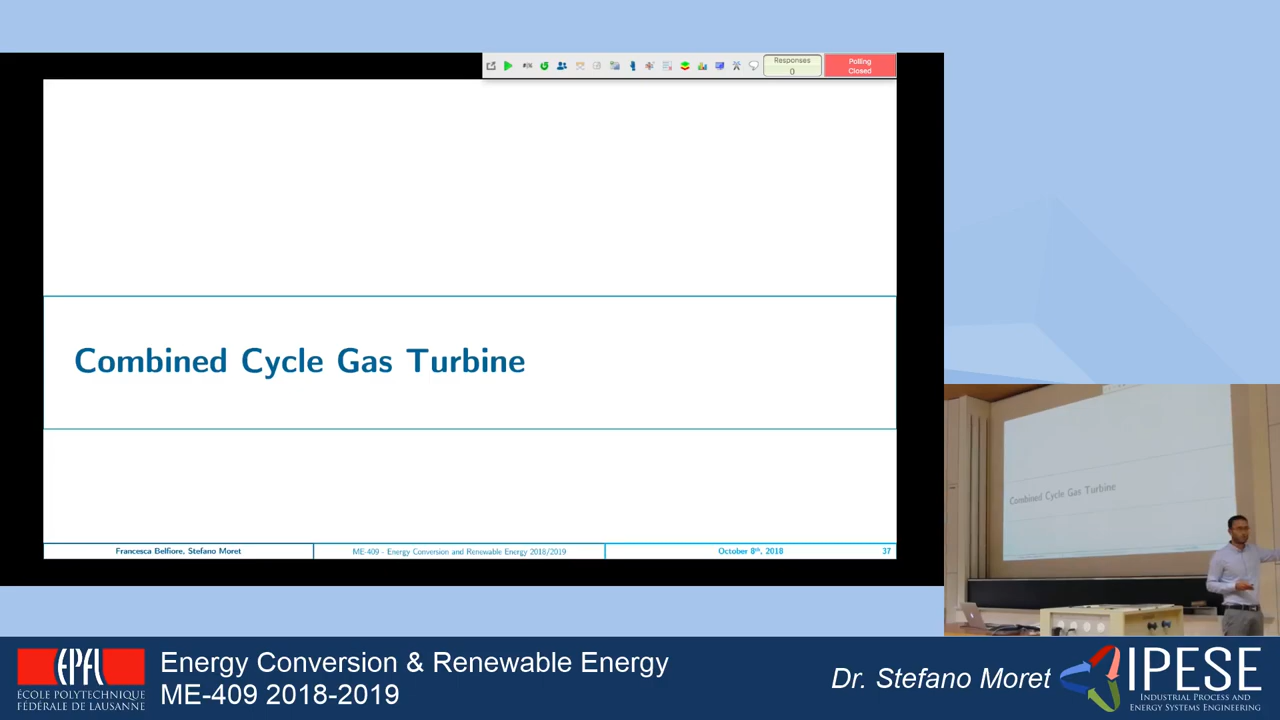 Responses
0
Polling
Closed
Combined Cycle Gas Turbine
Francesca Belfiore, Stefano Moret
ME-409 - Energy Conversion and Renewable Energy 2018/2019
October 8th, 2018
37
Combined Cycle Gas Turbine
EPFL
ÉCOLE POLYTECHNIQUE
FÉDÉRALE DE LAUSANNE
Energy Conversion & Renewable Energy
ME-409 2018-2019
Dr. Stefano Moret
IPESE
INDUSTRIAL PROCESS AND
ENERGY SYSTEMS ENGINEERING